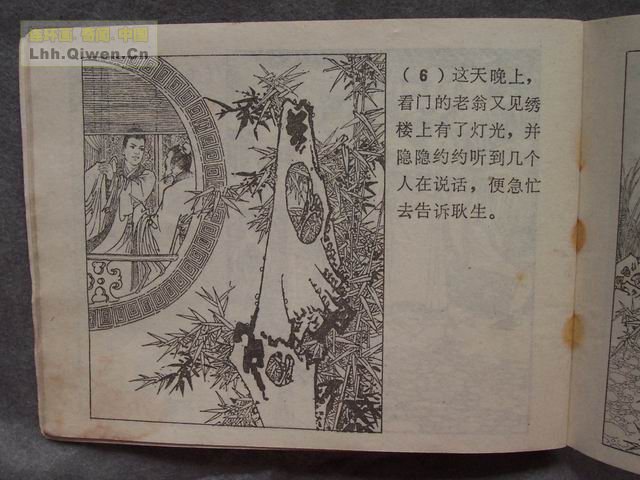 连环画.奇闻.中国
Lhh.Qiwen.Cn
(6) 这天晚上，
看门的老翁又见绣
楼上有了灯光，并
隐隐约约听到几个
人在说话，便急忙
去告诉耿生。